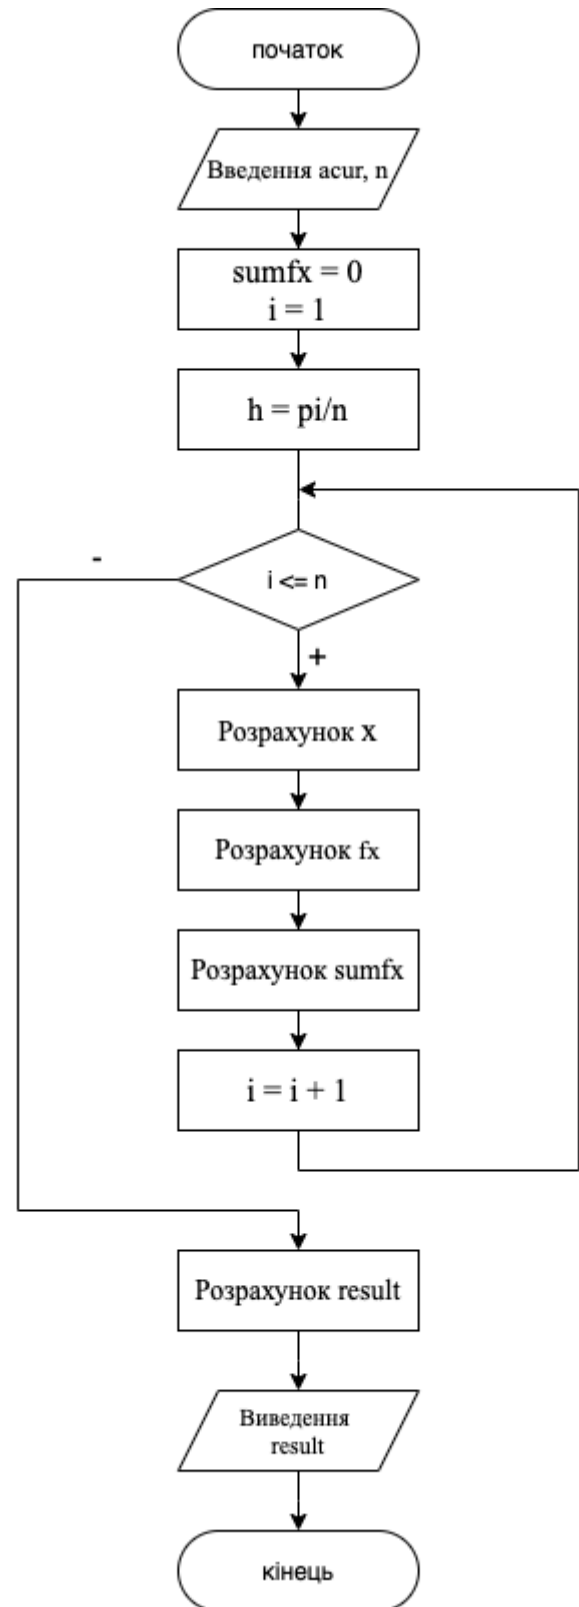 початок
Введення acur, n
sumfx = 0
i = 1
h = pi/n
-
i <= n
+
Розрахунок x
Розрахунок fx
Розрахунок sumfx
i = i + 1
Розрахунок result
Виведення
result
кінець